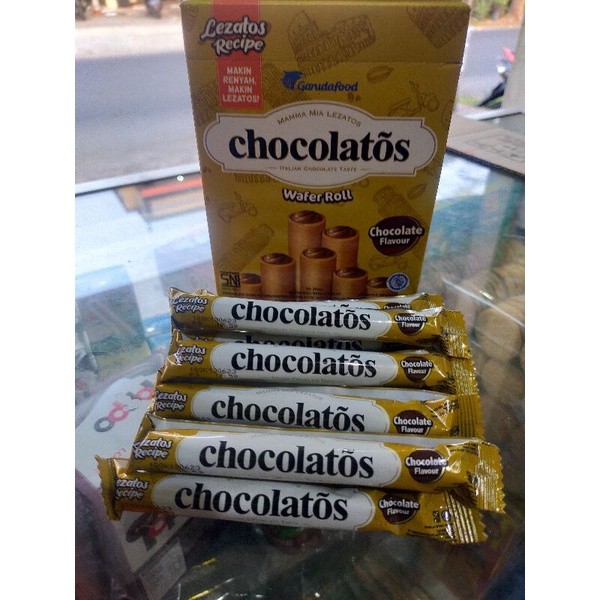 Lezatos
Recipe
MAKIN
RENYAH,
MAKIN
LEZATOS!
Garudafood
MAMMA MIA LEZATOS
chocolatõs
ITALIAN CHOCOLATE TASTE
Wafer Roll
Chocolate
Flavour
SNI
Lezatos
Recipe
chocolatõs
Chocolate
Flavour
Lezatos
Recipe
chocolatõs
Chocolate
Flavour
Lezatos
Recipe
chocolatõs
Chocolate
Flavour
Lezatos
Recipe
chocolatõs
Chocolate
Flavour
Lezatos
Recipe
chocolatõs
Chocolate
Flavour